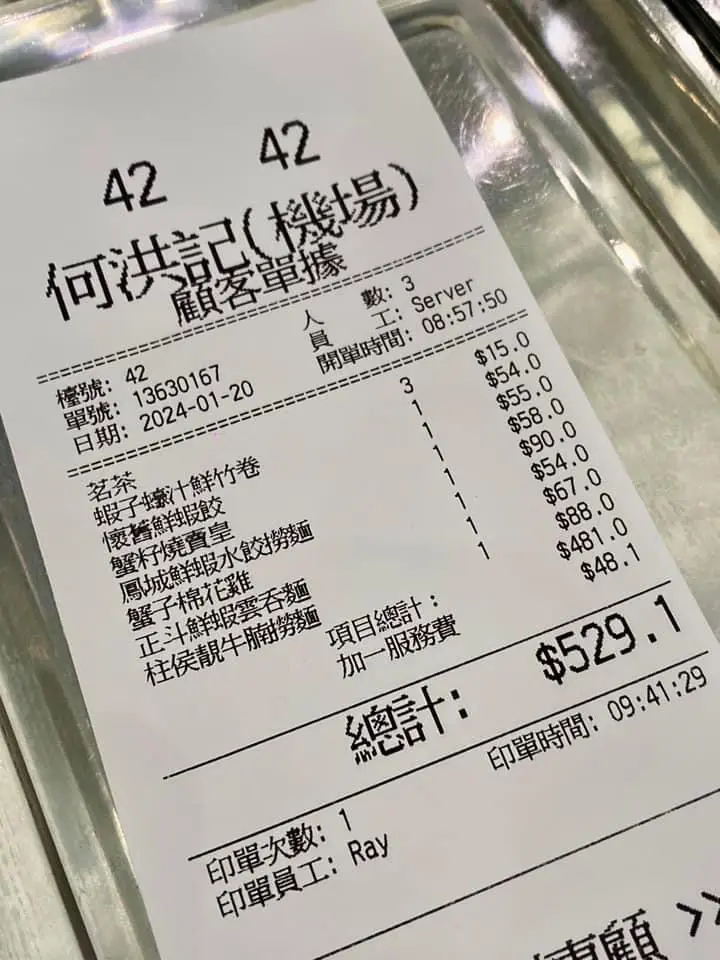 42 42
何洪記(機場)
顧客單據
檯號: 42 人數: 3
單號: 13630167 員工: Server
日期: 2024-01-20 開單時間: 08:57:50
茗茶 3 $15.0
蝦子蠔汁鮮竹卷 1 $54.0
懷舊鮮蝦餃 1 $55.0
蟹籽燒賣皇 1 $58.0
鳳城鮮蝦水餃撈麵 1 $90.0
蟹子棉花雞 1 $54.0
正斗鮮蝦雲吞麵 1 $67.0
柱侯靚牛腩撈麵 1 $88.0
項目總計: $481.0
加一服務費 $48.1
總計: $529.1
印單時間: 09:41:29
印單次數: 1
印單員工: Ray
顧 >>